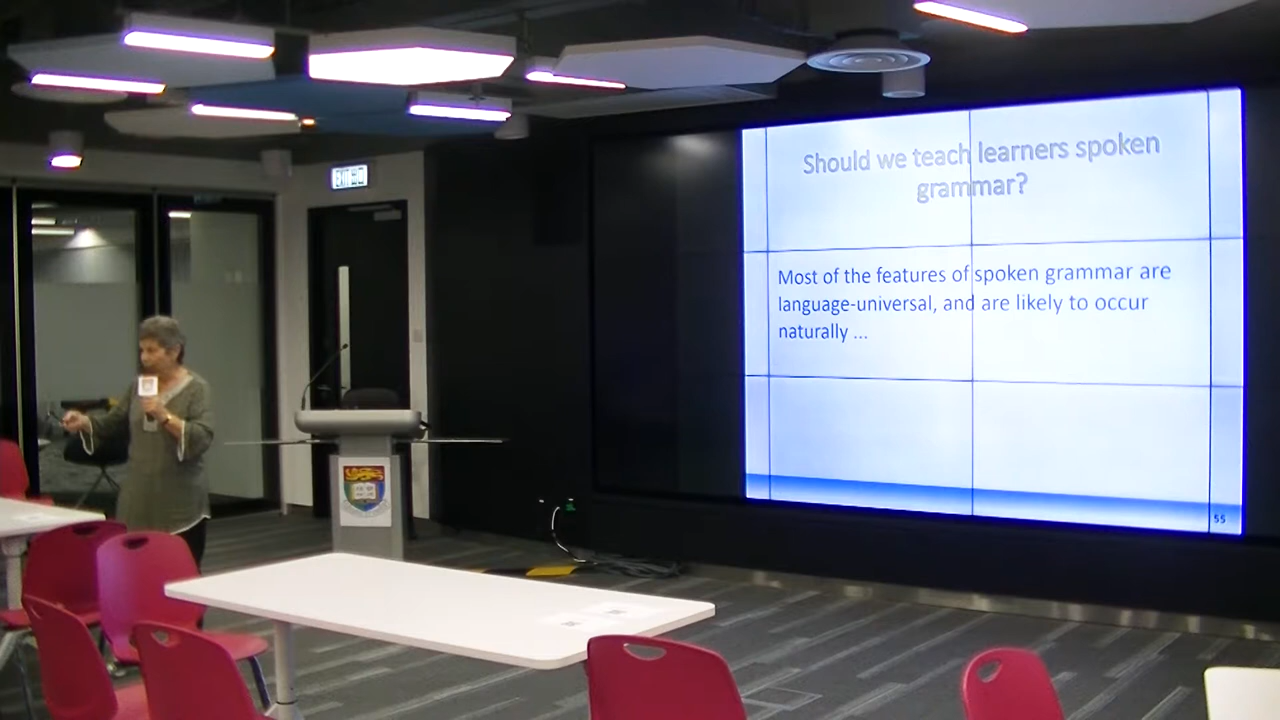 EXIT
Should we teach learners spoken
grammar?
Most of the features of spoken grammar are
language-universal, and are likely to occur
naturally ...
55